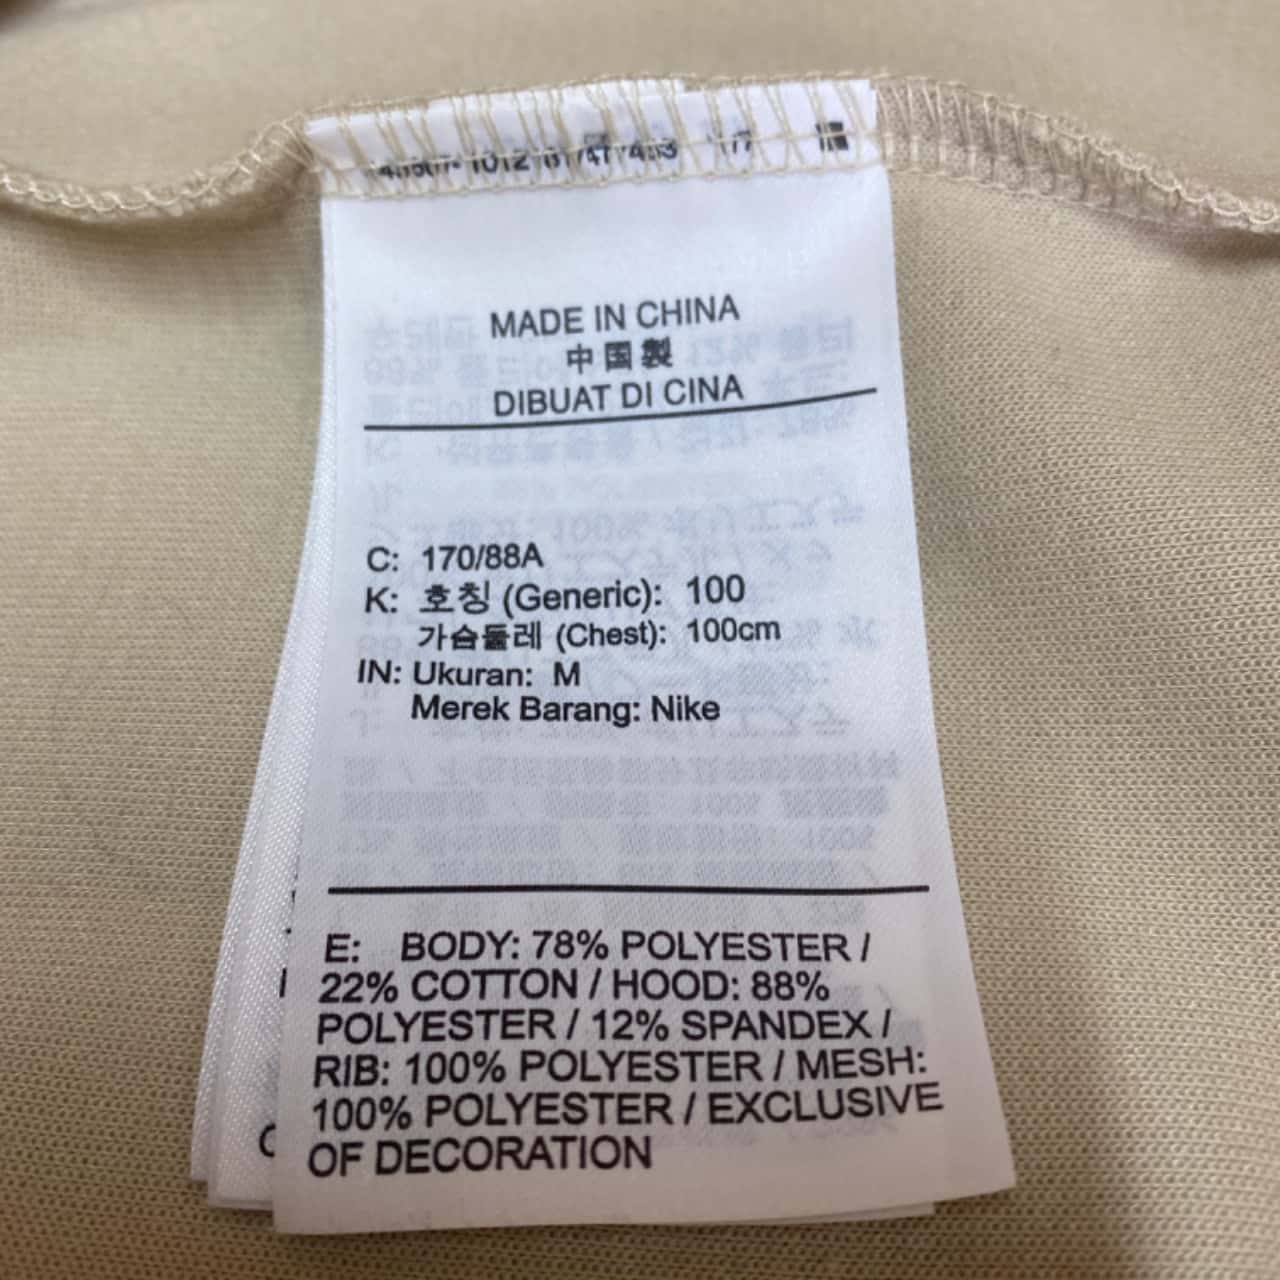 MADE IN CHINA
中国製
DIBUAT DI CINA
C: 170/88A
K: 호칭 (Generic): 100
가슴둘레 (Chest): 100cm
IN: Ukuran: M
Merek Barang: Nike
E: BODY: 78% POLYESTER /
22% COTTON / HOOD: 88%
POLYESTER / 12% SPANDEX /
RIB: 100% POLYESTER / MESH:
100% POLYESTER / EXCLUSIVE
OF DECORATION